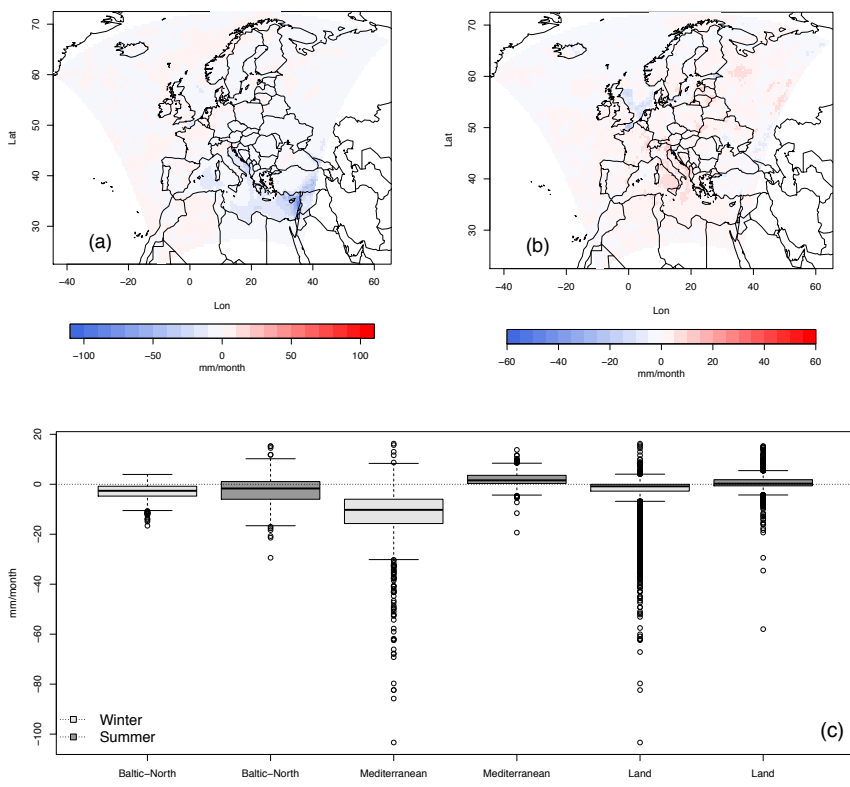 70
60
50
40
30
Lat
(a)
−40 −20 0 20 40 60
Lon
−100 −50 0 50 100
mm/month
70
60
50
40
30
Lat
(b)
−40 −20 0 20 40 60
Lon
−60 −40 −20 0 20 40 60
mm/month
20
0
−20
−40
−60
−80
−100
mm/month
Winter
Summer
(c)
Baltic−North Baltic−North Mediterranean Mediterranean Land Land